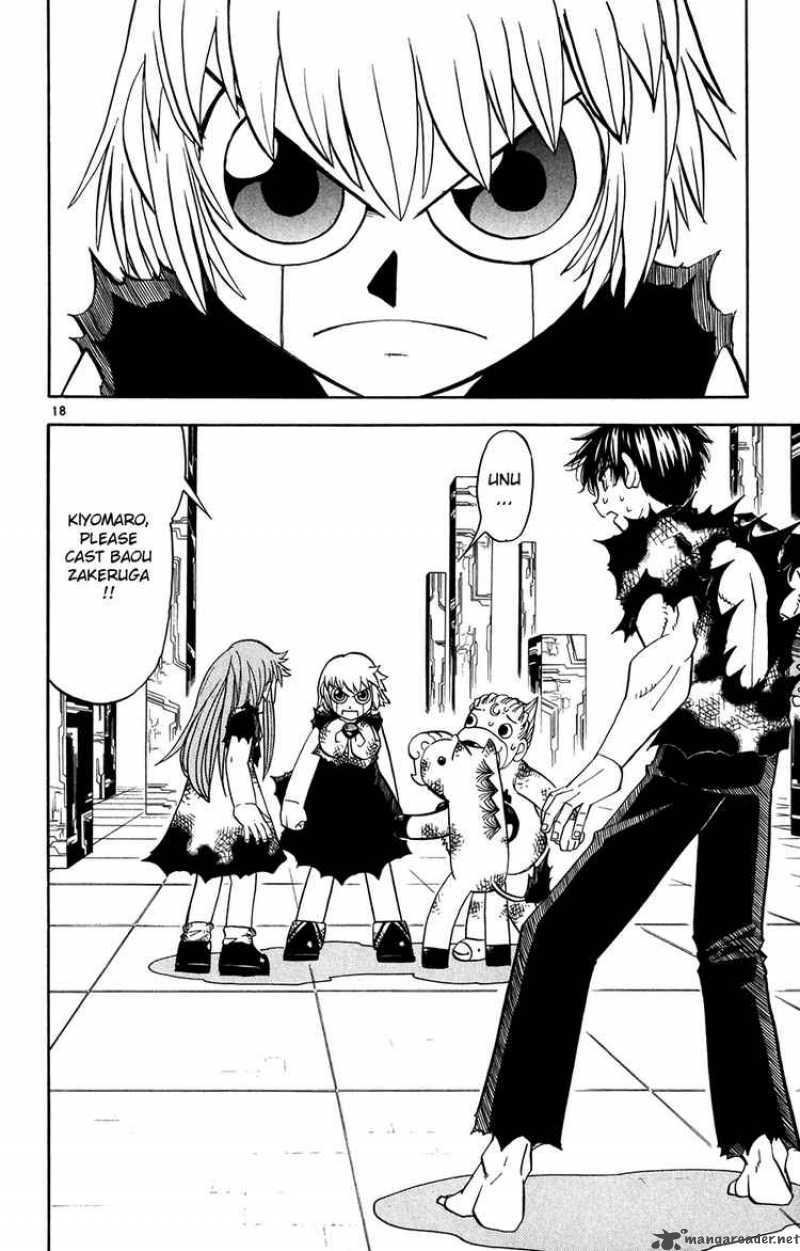 18
UNU
...
KIYOMARO,
PLEASE
CAST BAOU
ZAKERUGA
!!
mangareader.net